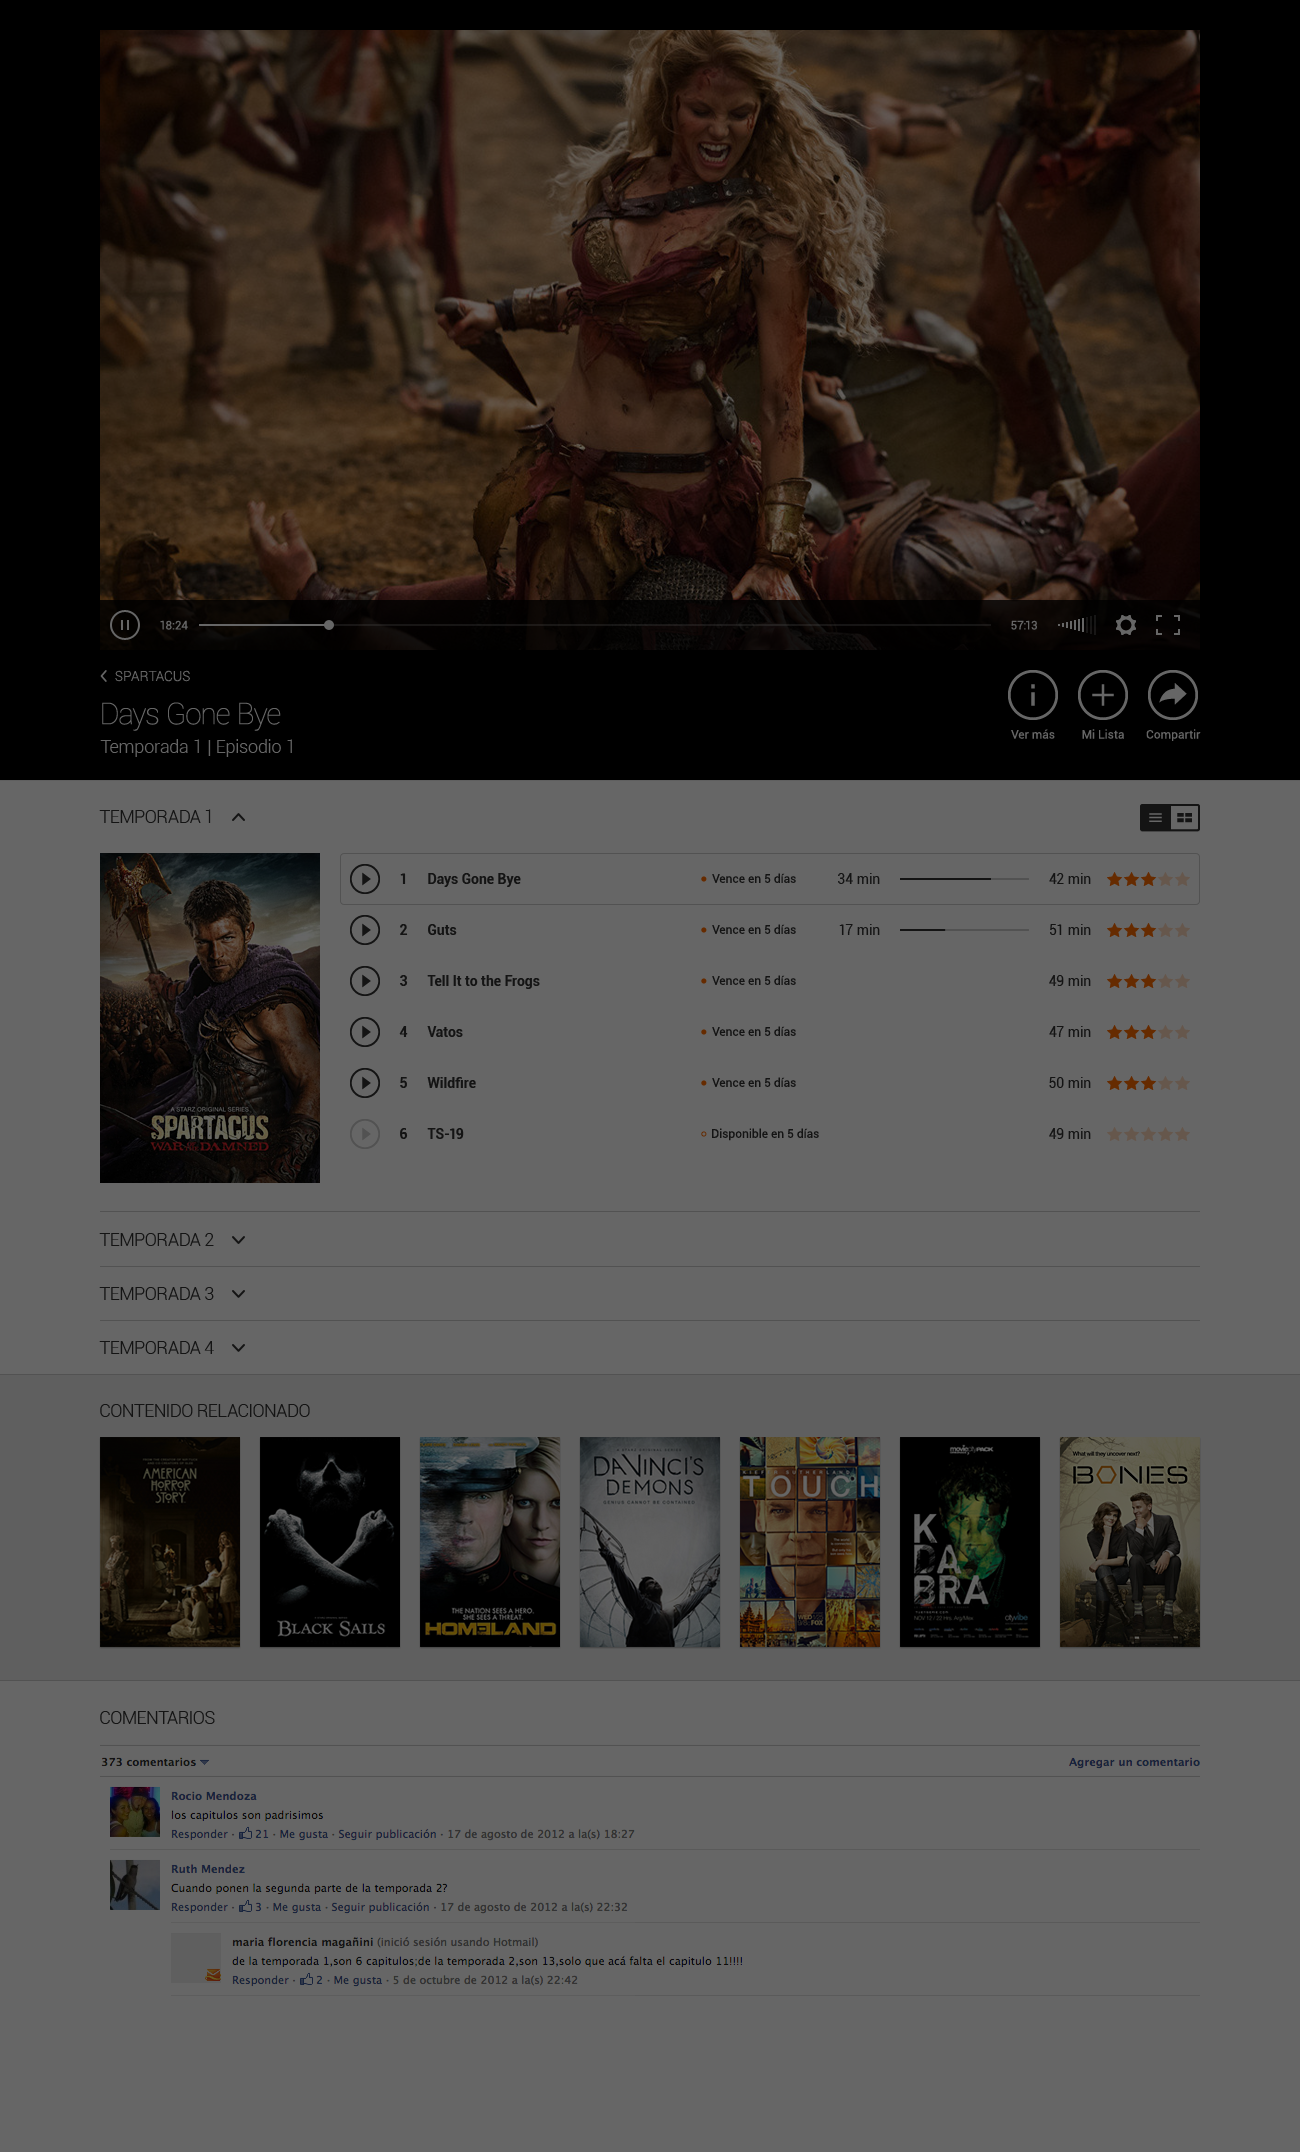 18:24
57:13
SPARTACUS
Days Gone Bye
Temporada 1 | Episodio 1
Ver más
Mi Lista
Compartir
TEMPORADA 1
A STARZ ORIGINAL SERIES
SPARTACUS
WAR OF THE DAMNED
1 Days Gone Bye Vence en 5 días 34 min 42 min
2 Guts Vence en 5 días 17 min 51 min
3 Tell It to the Frogs Vence en 5 días 49 min
4 Vatos Vence en 5 días 47 min
5 Wildfire Vence en 5 días 50 min
6 TS-19 Disponible en 5 días 49 min
TEMPORADA 2
TEMPORADA 3
TEMPORADA 4
CONTENIDO RELACIONADO
AMERICAN
HORROR
STORY
BLACK SAILS
THE NATION SEES A HERO.
SHE SEES A THREAT.
HOMELAND
DAVINCI'S
DEMONS
GENIUS CANNOT BE CONTAINED
TOUCH
moviecityPACK
K
DA
BRA
cityvibe
What will they uncover next?
BONES
COMENTARIOS
373 comentarios
Agregar un comentario
Rocio Mendoza
los capitulos son padrisimos
Responder · 21 · Me gusta · Seguir publicación · 17 de agosto de 2012 a la(s) 18:27
Ruth Mendez
Cuando ponen la segunda parte de la temporada 2?
Responder · 3 · Me gusta · Seguir publicación · 17 de agosto de 2012 a la(s) 22:32
maria florencia magañini (inició sesión usando Hotmail)
de la temporada 1,son 6 capitulos;de la temporada 2,son 13,solo que acá falta el capitulo 11!!!!
Responder · 2 · Me gusta · 5 de octubre de 2012 a la(s) 22:42